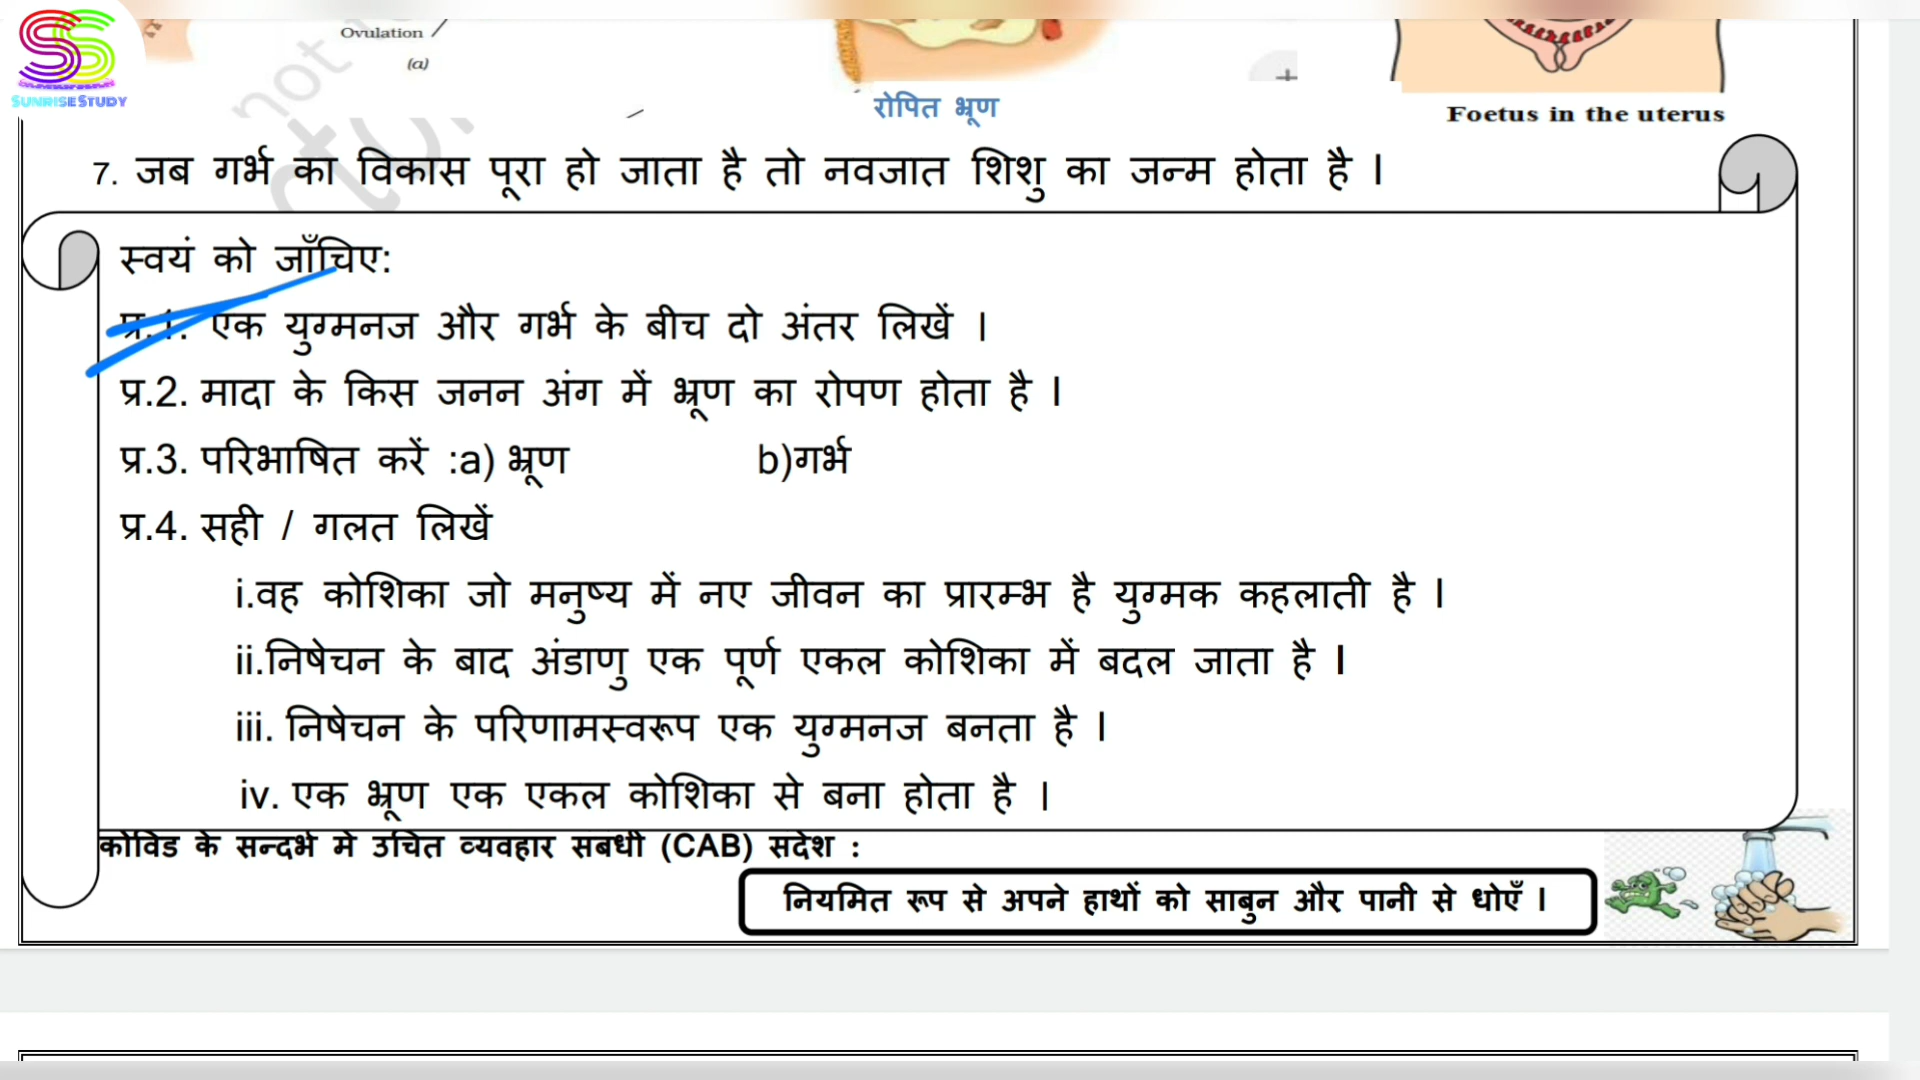 SUNRISESTUDY
Ovulation
(a)
not
रोपित भ्रूण
Foetus in the uterus
7. जब गर्भ का विकास पूरा हो जाता है तो नवजात शिशु का जन्म होता है I
स्वयं को जाँचिए:
प्र.1. एक युग्मनज और गर्भ के बीच दो अंतर लिखें ।
प्र.2. मादा के किस जनन अंग में भ्रूण का रोपण होता है I
प्र.3. परिभाषित करें :a) भ्रूण b)गर्भ
प्र.4. सही / गलत लिखें
i.वह कोशिका जो मनुष्य में नए जीवन का प्रारम्भ है युग्मक कहलाती है I
ii.निषेचन के बाद अंडाणु एक पूर्ण एकल कोशिका में बदल जाता है I
iii. निषेचन के परिणामस्वरूप एक युग्मनज बनता है I
iv. एक भ्रूण एक एकल कोशिका से बना होता है ।
कोविड के सन्दर्भ में उचित व्यवहार संबंधी (CAB) संदेश :
नियमित रूप से अपने हाथों को साबुन और पानी से धोएँ I